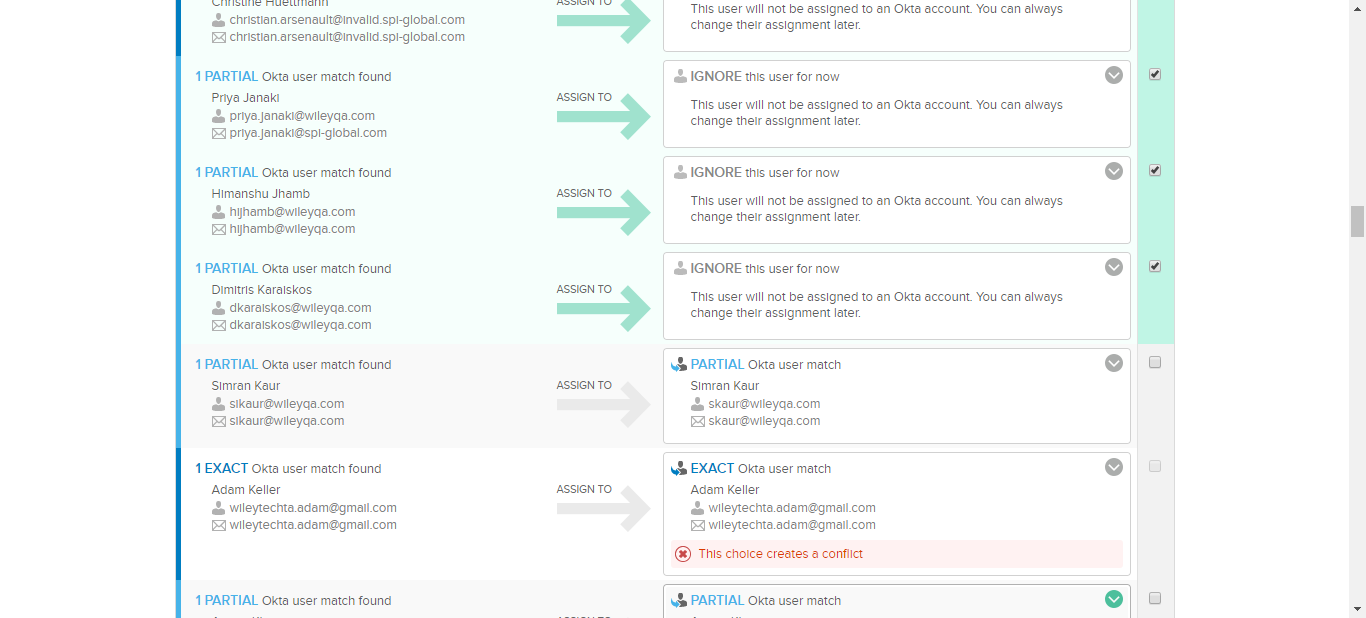 Christine Huettmann
christian.arsenault@invalid.spi-global.com
christian.arsenault@invalid.spi-global.com
ASSIGN TO
This user will not be assigned to an Okta account. You can always
change their assignment later.
1 PARTIAL Okta user match found
Priya Janaki
priya.janaki@wileyqa.com
priya.janaki@spi-global.com
ASSIGN TO
IGNORE this user for now
This user will not be assigned to an Okta account. You can always
change their assignment later.
1 PARTIAL Okta user match found
Himanshu Jhamb
hijhamb@wileyqa.com
hijhamb@wileyqa.com
ASSIGN TO
IGNORE this user for now
This user will not be assigned to an Okta account. You can always
change their assignment later.
1 PARTIAL Okta user match found
Dimitris Karaiskos
dkaraiskos@wileyqa.com
dkaraiskos@wileyqa.com
ASSIGN TO
IGNORE this user for now
This user will not be assigned to an Okta account. You can always
change their assignment later.
1 PARTIAL Okta user match found
Simran Kaur
sikaur@wileyqa.com
sikaur@wileyqa.com
ASSIGN TO
PARTIAL Okta user match
Simran Kaur
skaur@wileyqa.com
skaur@wileyqa.com
1 EXACT Okta user match found
Adam Keller
wileytechta.adam@gmail.com
wileytechta.adam@gmail.com
ASSIGN TO
EXACT Okta user match
Adam Keller
wileytechta.adam@gmail.com
wileytechta.adam@gmail.com
This choice creates a conflict
1 PARTIAL Okta user match found
ASSIGN TO
PARTIAL Okta user match